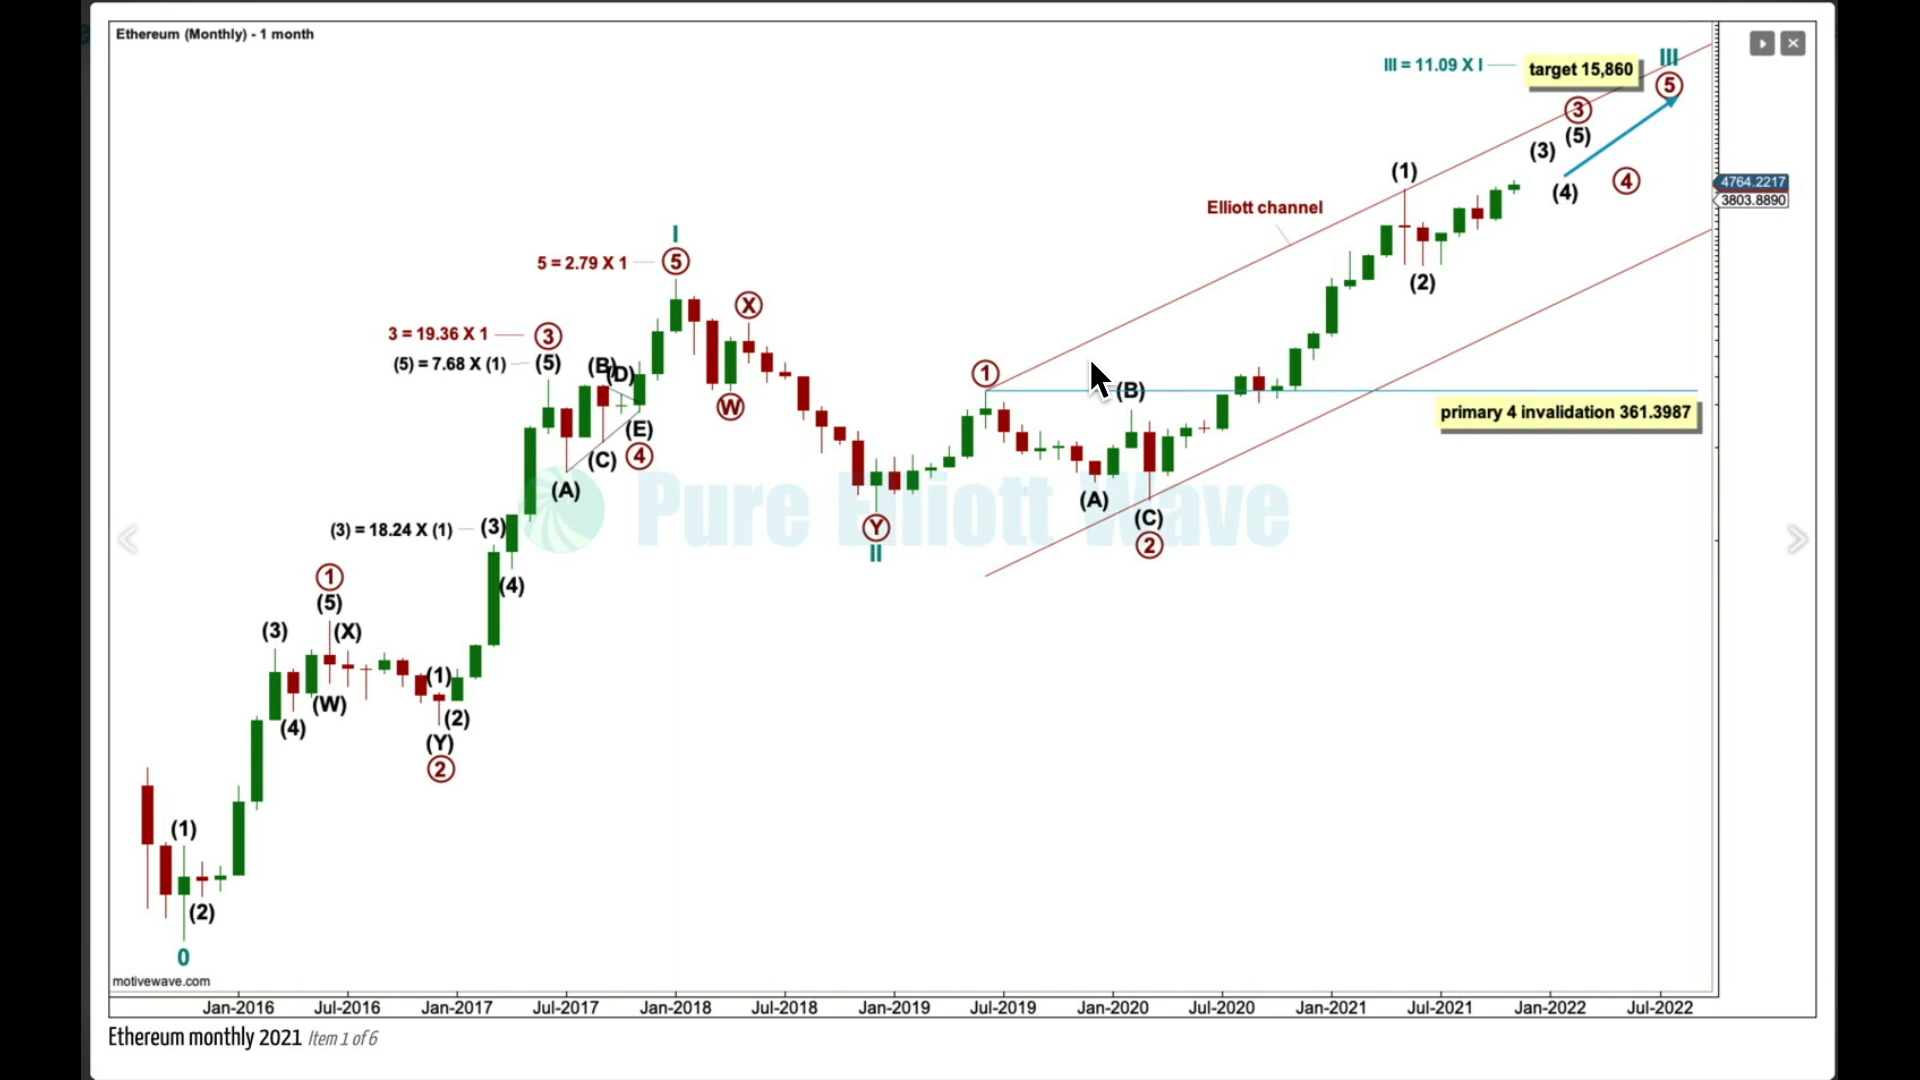 Ethereum (Monthly) - 1 month
III = 11.09 X I
target 15,860
III
5
3
(5)
(3)
(4)
4
4764.2217
3803.8890
(1)
Elliott channel
(2)
I
5 = 2.79 X 1
5
X
3 = 19.36 X 1
3
(5) = 7.68 X (1)
(5)
(B)
(D)
W
1
(B)
primary 4 invalidation 361.3987
(E)
(C)
4
(A)
Pure Elliott Wave
(A)
(C)
2
Y
II
(3) = 18.24 X (1)
(3)
(4)
1
(5)
(3)
(X)
(1)
(W)
(4)
(2)
(Y)
2
(1)
(2)
0
motivewave.com
Jan-2016 Jul-2016 Jan-2017 Jul-2017 Jan-2018 Jul-2018 Jan-2019 Jul-2019 Jan-2020 Jul-2020 Jan-2021 Jul-2021 Jan-2022 Jul-2022
Ethereum monthly 2021 Item 1 of 6